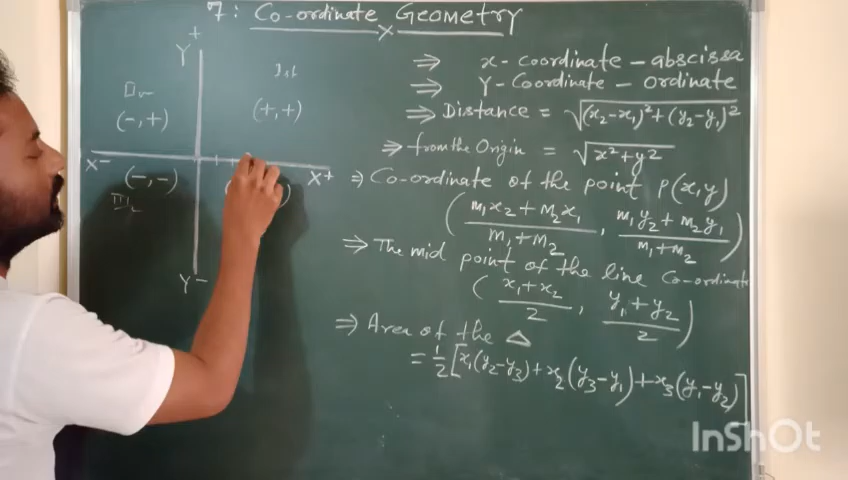 7: Co-ordinate Geometry
Y+
Ist
(-,+)
(+,+)
X-
X+
(-,-)
III
Y-
⇒ x-coordinate - abscissa
⇒ Y-Coordinate - ordinate
⇒ Distance = √(x₂-x₁)²+(y₂-y₁)²
⇒ from the Origin = √x²+y²
⇒ Co-ordinate of the point P(x,y)
(m₁x₂+m₂x₁/m₁+m₂, m₁y₂+m₂y₁/m₁+m₂)
⇒ The mid point of the line Co-ordinate
(x₁+x₂/2, y₁+y₂/2)
⇒ Area of the △
=½[x₁(y₂-y₃)+x₂(y₃-y₁)+x₃(y₁-y₂)]
InShOt